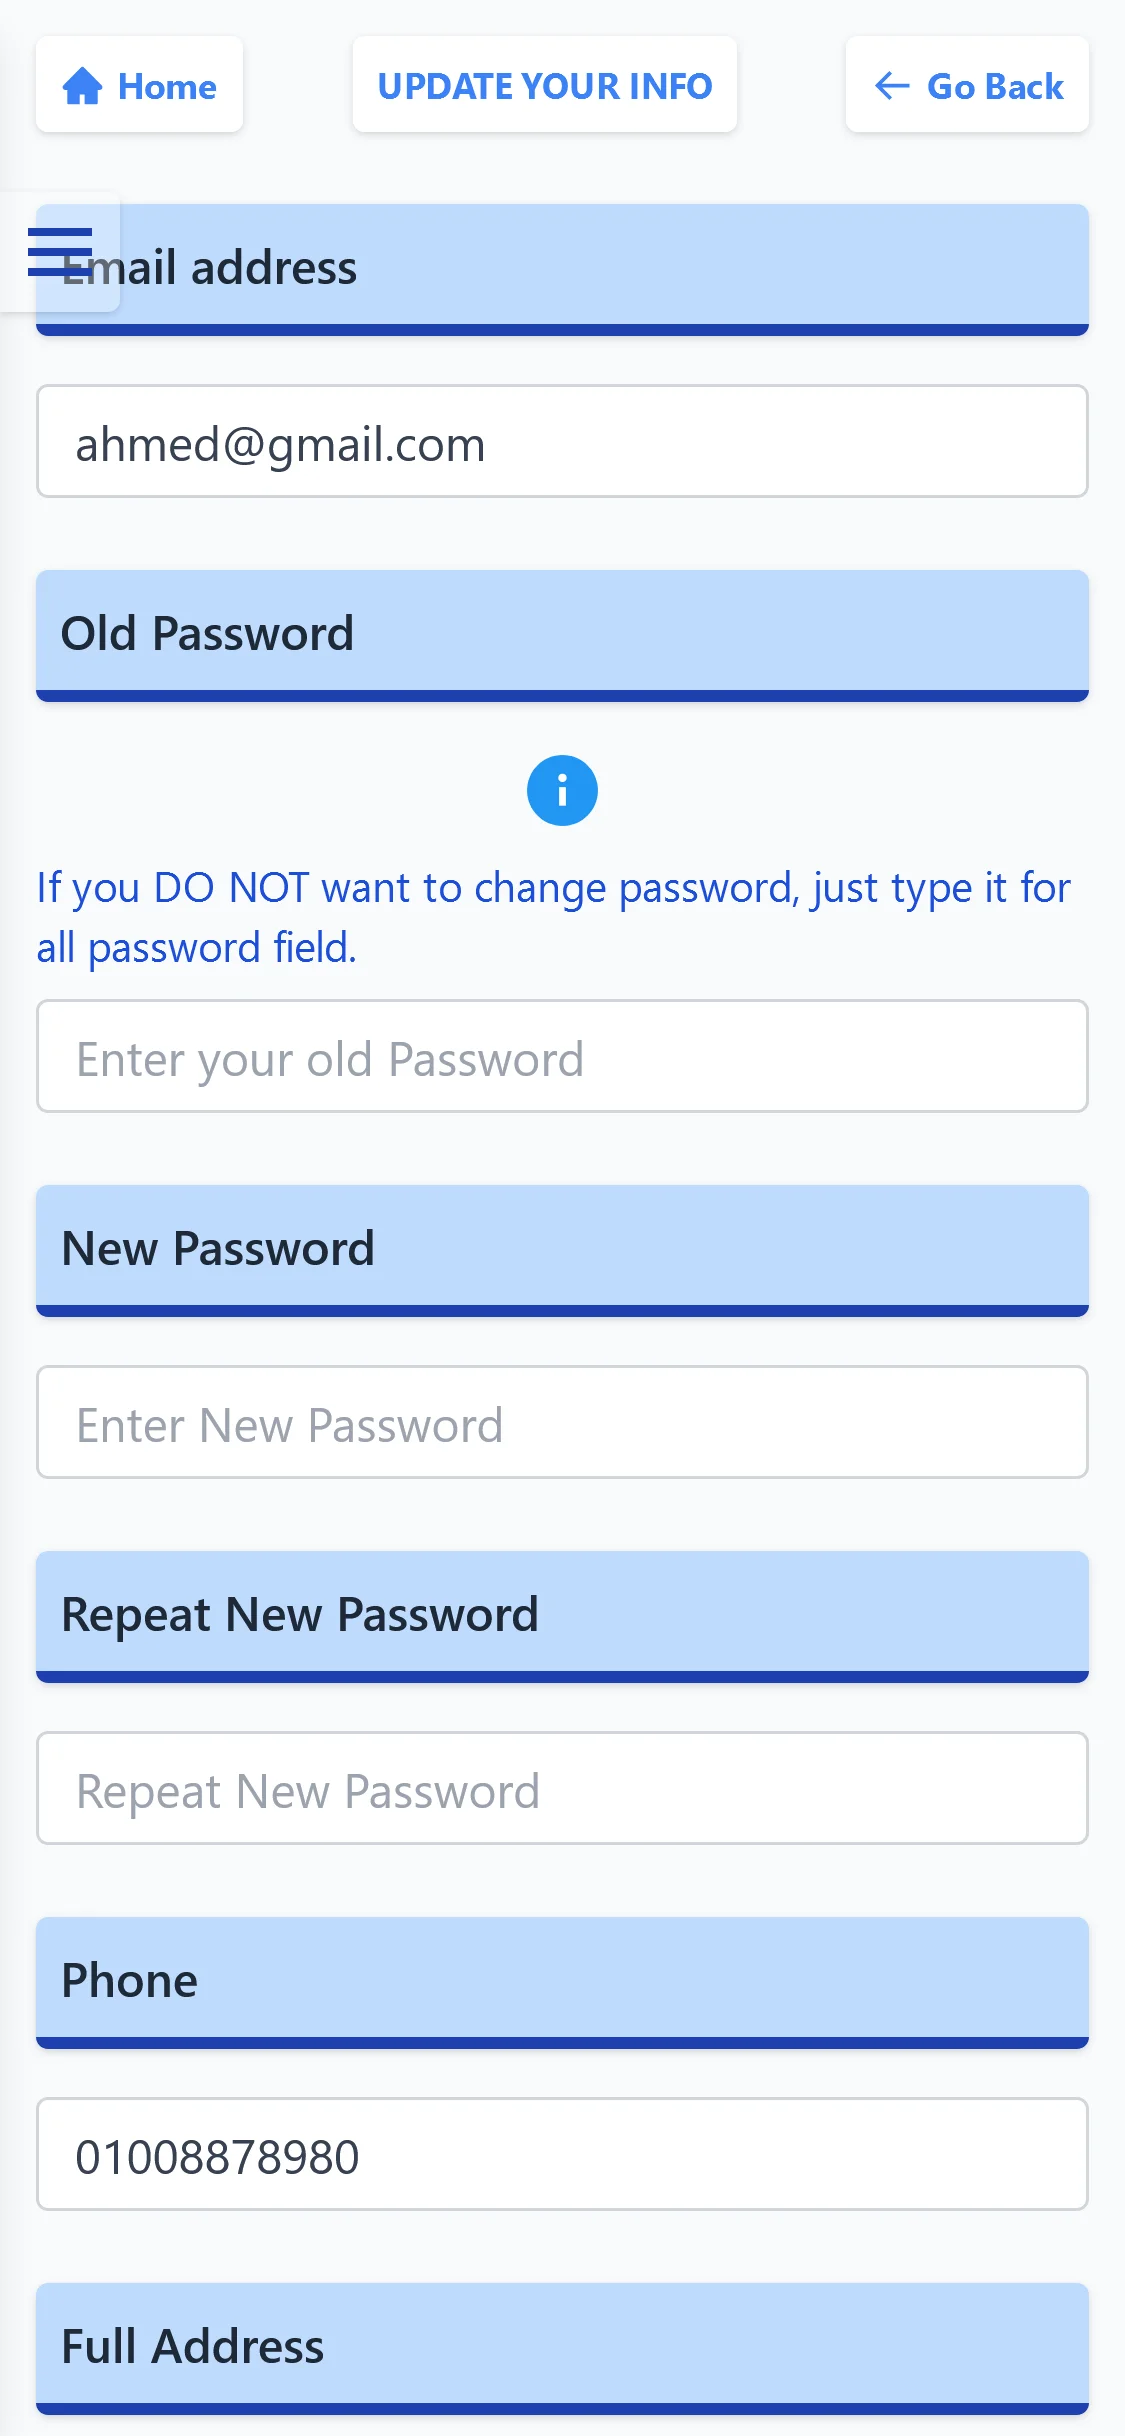 Home
UPDATE YOUR INFO
Go Back
Email address
ahmed@gmail.com
Old Password
If you DO NOT want to change password, just type it for
all password field.
Enter your old Password
New Password
Enter New Password
Repeat New Password
Repeat New Password
Phone
01008878980
Full Address